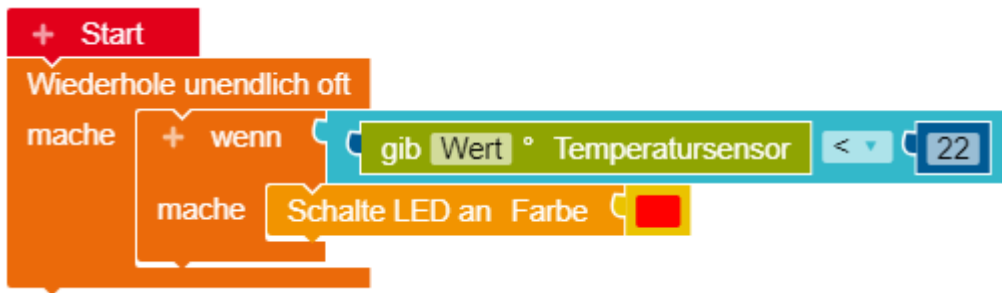 + Start
Wiederhole unendlich oft
mache + wenn gib Wert ° Temperatursensor < 22
mache Schalte LED an Farbe